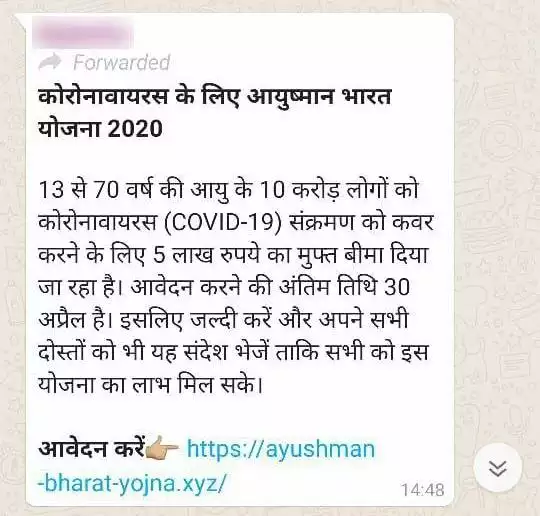 Forwarded
कोरोनावायरस के लिए आयुष्मान भारत
योजना 2020
13 से 70 वर्ष की आयु के 10 करोड़ लोगों को
कोरोनावायरस (COVID-19) संक्रमण को कवर
करने के लिए 5 लाख रुपये का मुफ्त बीमा दिया
जा रहा है। आवेदन करने की अंतिम तिथि 30
अप्रैल है। इसलिए जल्दी करें और अपने सभी
दोस्तों को भी यह संदेश भेजें ताकि सभी को इस
योजना का लाभ मिल सके।
आवेदन करें👉🏼 https://ayushman
-bharat-yojna.xyz/
14:48